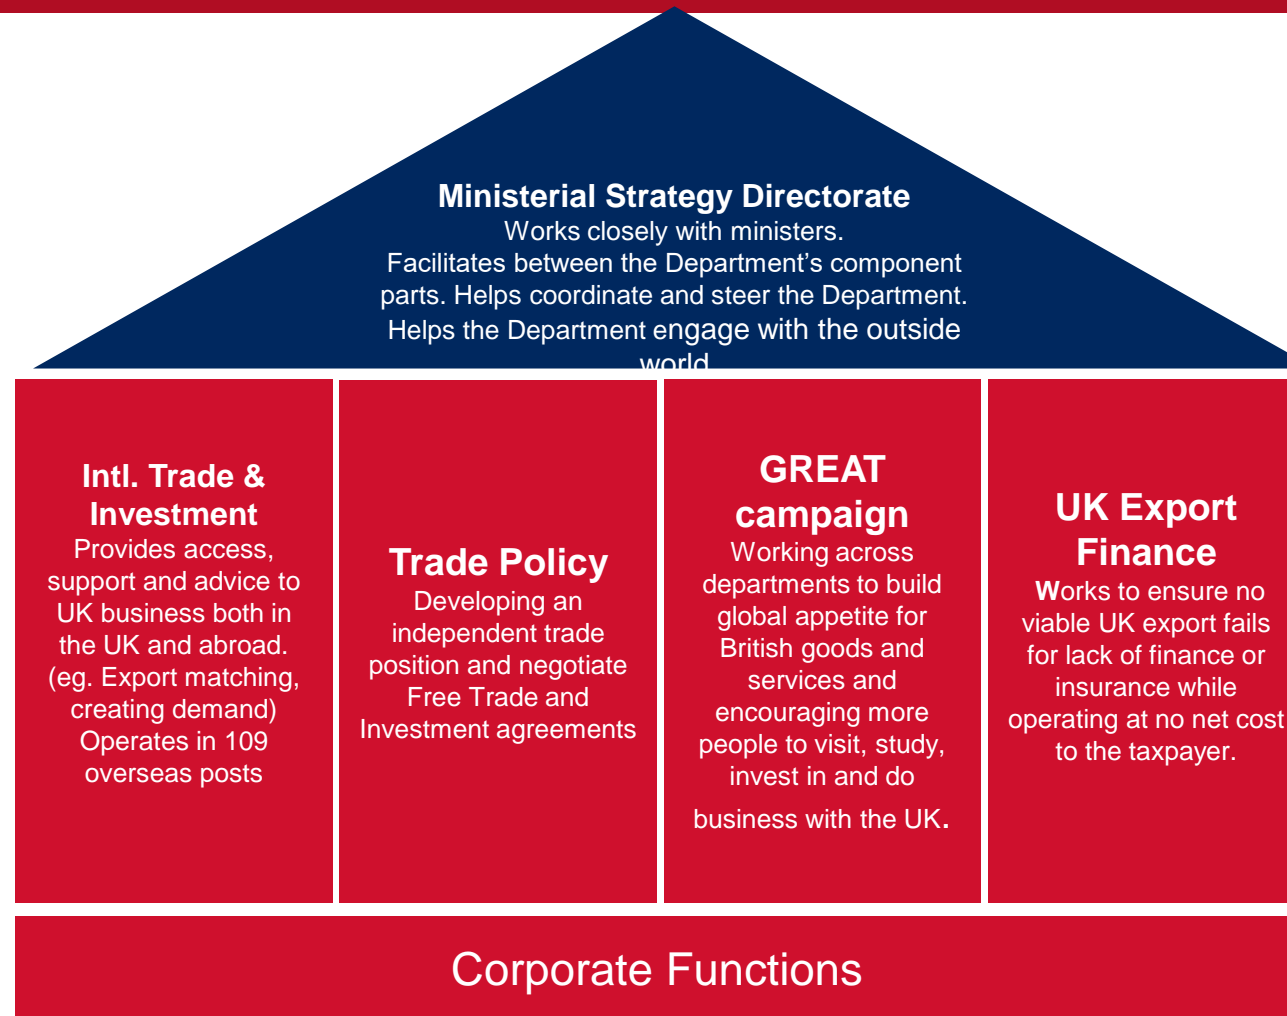 Ministerial Strategy Directorate
Works closely with ministers.
Facilitates between the Department’s component
parts. Helps coordinate and steer the Department.
Helps the Department engage with the outside
world
Intl. Trade &
Investment
Provides access,
support and advice to
UK business both in
the UK and abroad.
(eg. Export matching,
creating demand)
Operates in 109
overseas posts
Trade Policy
Developing an
independent trade
position and negotiate
Free Trade and
Investment agreements
GREAT
campaign
Working across
departments to build
global appetite for
British goods and
services and
encouraging more
people to visit, study,
invest in and do
business with the UK.
UK Export
Finance
Works to ensure no
viable UK export fails
for lack of finance or
insurance while
operating at no net cost
to the taxpayer.
Corporate Functions